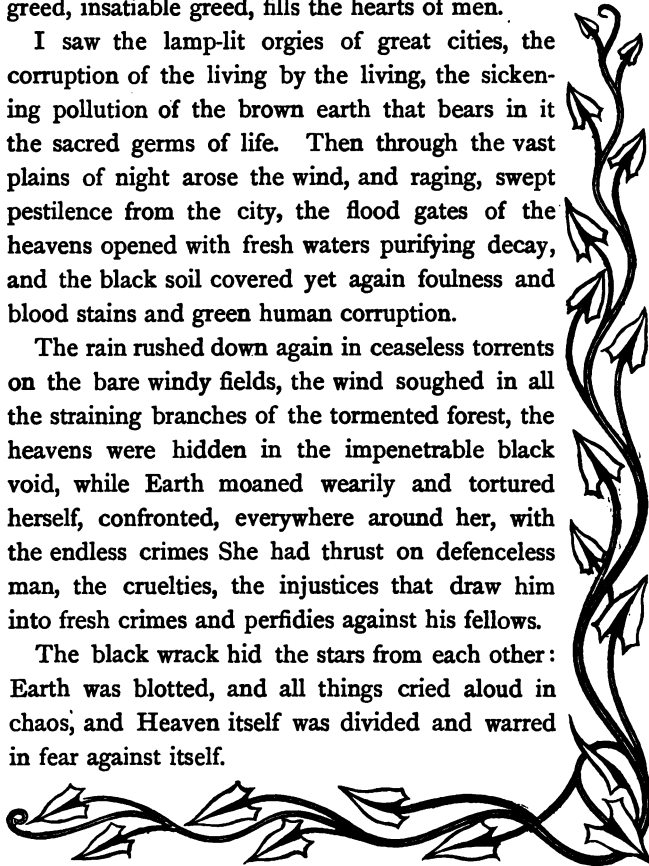 greed, insatiable greed, fills the hearts of men.
I saw the lamp-lit orgies of great cities, the
corruption of the living by the living, the sicken-
ing pollution of the brown earth that bears in it
the sacred germs of life. Then through the vast
plains of night arose the wind, and raging, swept
pestilence from the city, the flood gates of the
heavens opened with fresh waters purifying decay,
and the black soil covered yet again foulness and
blood stains and green human corruption.
The rain rushed down again in ceaseless torrents
on the bare windy fields, the wind soughed in all
the straining branches of the tormented forest, the
heavens were hidden in the impenetrable black
void, while Earth moaned wearily and tortured
herself, confronted, everywhere around her, with
the endless crimes She had thrust on defenceless
man, the cruelties, the injustices that draw him
into fresh crimes and perfidies against his fellows.
The black wrack hid the stars from each other:
Earth was blotted, and all things cried aloud in
chaos; and Heaven itself was divided and warred
in fear against itself.